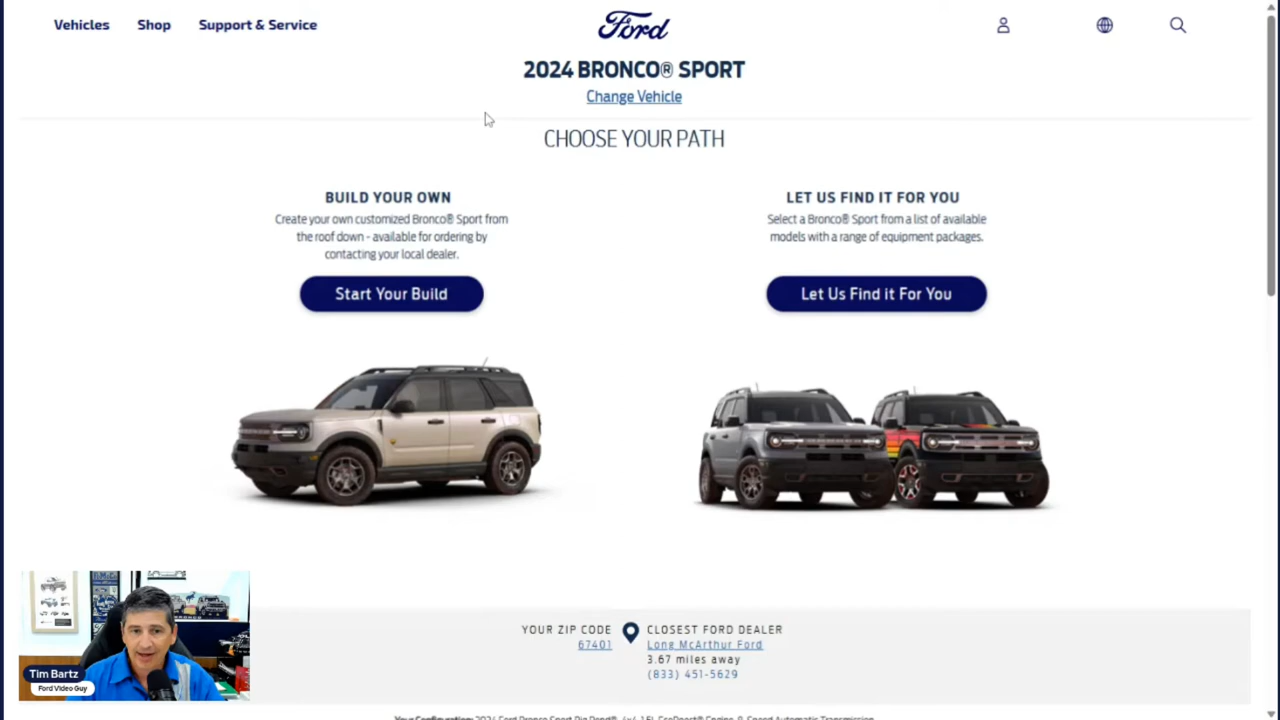 Vehicles
Shop
Support & Service
Ford
2024 BRONCO® SPORT
Change Vehicle
CHOOSE YOUR PATH
BUILD YOUR OWN
Create your own customized Bronco® Sport from
the roof down - available for ordering by
contacting your local dealer.
Start Your Build
LET US FIND IT FOR YOU
Select a Bronco® Sport from a list of available
models with a range of equipment packages.
Let Us Find it For You
YOUR ZIP CODE
67401
CLOSEST FORD DEALER
Long McArthur Ford
3.67 miles away
(833) 451-5629
Tim Bartz
Ford Video Guy